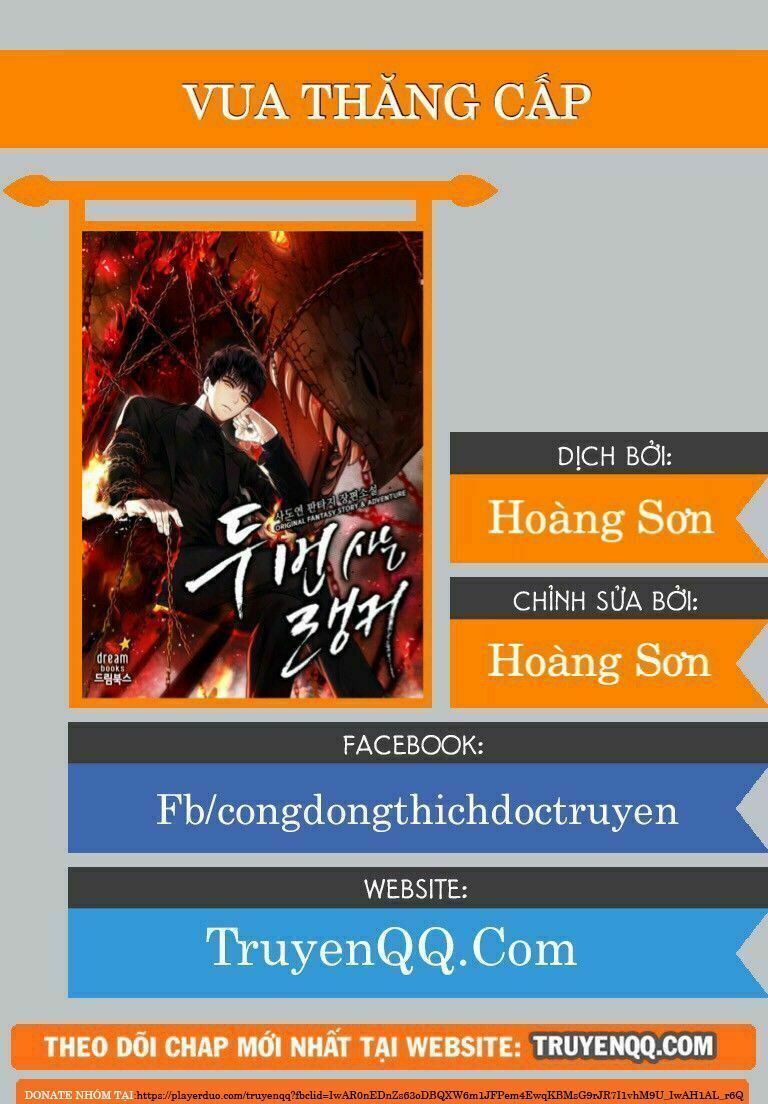 VUA THĂNG CẤP
사도연 판타지 장편소설
ORIGINAL FANTASY STORY & ADVENTURE
두 번 사는
랭커
dream
books
드림북스
DỊCH BỞI:
Hoàng Sơn
CHỈNH SỬA BỞI:
Hoàng Sơn
FACEBOOK:
Fb/congdongthichdoctruyen
WEBSITE:
TruyenQQ.Com
THEO DÕI CHAP MỚI NHẤT TẠI WEBSITE: TRUYENQQ.COM
DONATE NHÓM TẠI:https://playerduo.com/truyenqq?fbclid=IwAR0nEDnZs63oDBQXW6m1JFPem4EwqKBMsG9rJR7I1vhM9U_IwAH1AL_r6Q